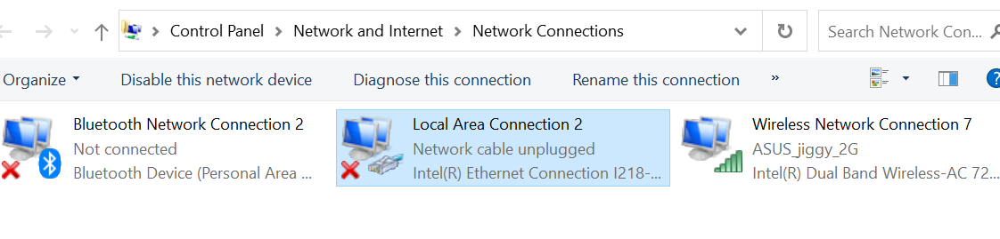 Control Panel > Network and Internet > Network Connections
Search Network Con...
Organize Disable this network device Diagnose this connection Rename this connection »
Bluetooth Network Connection 2
Not connected
Bluetooth Device (Personal Area ...
Local Area Connection 2
Network cable unplugged
Intel(R) Ethernet Connection I218-...
Wireless Network Connection 7
ASUS_jiggy_2G
Intel(R) Dual Band Wireless-AC 72...